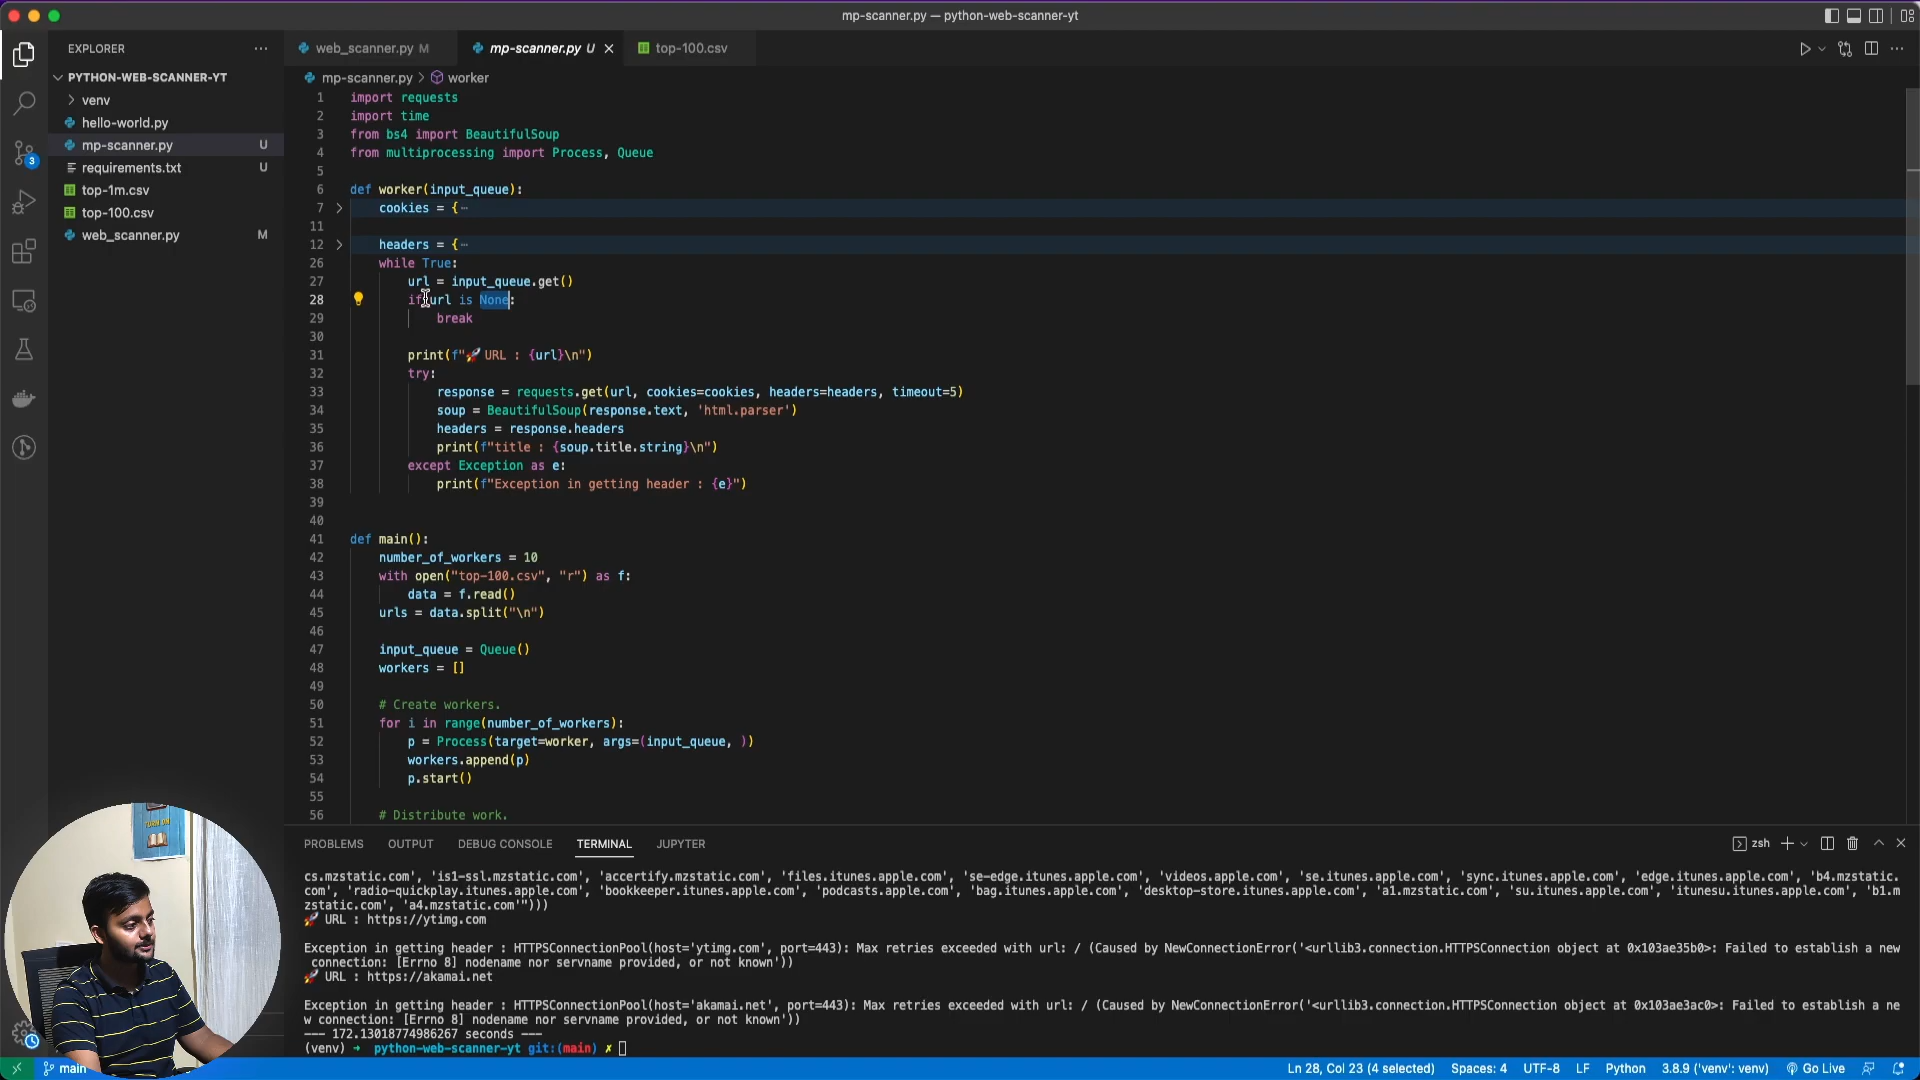 mp-scanner.py — python-web-scanner-yt
EXPLORER
web_scanner.py M
mp-scanner.py U
top-100.csv
PYTHON-WEB-SCANNER-YT
venv
hello-world.py
mp-scanner.py U
requirements.txt U
top-1m.csv
top-100.csv
web_scanner.py M
3
mp-scanner.py > worker
1 import requests
2 import time
3 from bs4 import BeautifulSoup
4 from multiprocessing import Process, Queue
5
6 def worker(input_queue):
7 cookies = {⋯
11
12 headers = {⋯
26 while True:
27 url = input_queue.get()
28 if url is None:
29 break
30
31 print(f"🚀 URL : {url}\n")
32 try:
33 response = requests.get(url, cookies=cookies, headers=headers, timeout=5)
34 soup = BeautifulSoup(response.text, 'html.parser')
35 headers = response.headers
36 print(f"title : {soup.title.string}\n")
37 except Exception as e:
38 print(f"Exception in getting header : {e}")
39
40
41 def main():
42 number_of_workers = 10
43 with open("top-100.csv", "r") as f:
44 data = f.read()
45 urls = data.split("\n")
46
47 input_queue = Queue()
48 workers = []
49
50 # Create workers.
51 for i in range(number_of_workers):
52 p = Process(target=worker, args=(input_queue, ))
53 workers.append(p)
54 p.start()
55
56 # Distribute work.
PROBLEMS OUTPUT DEBUG CONSOLE TERMINAL JUPYTER
zsh
cs.mzstatic.com', 'is1-ssl.mzstatic.com', 'accertify.mzstatic.com', 'files.itunes.apple.com', 'se-edge.itunes.apple.com', 'videos.apple.com', 'se.itunes.apple.com', 'sync.itunes.apple.com', 'edge.itunes.apple.com', 'b4.mzstatic.
com', 'radio-quickplay.itunes.apple.com', 'bookkeeper.itunes.apple.com', 'podcasts.apple.com', 'bag.itunes.apple.com', 'desktop-store.itunes.apple.com', 'a1.mzstatic.com', 'su.itunes.apple.com', 'itunesu.itunes.apple.com', 'b1.m
zstatic.com', 'a4.mzstatic.com'")))
🚀 URL : https://ytimg.com
Exception in getting header : HTTPSConnectionPool(host='ytimg.com', port=443): Max retries exceeded with url: / (Caused by NewConnectionError('<urllib3.connection.HTTPSConnection object at 0x103ae35b0>: Failed to establish a new
connection: [Errno 8] nodename nor servname provided, or not known'))
🚀 URL : https://akamai.net
Exception in getting header : HTTPSConnectionPool(host='akamai.net', port=443): Max retries exceeded with url: / (Caused by NewConnectionError('<urllib3.connection.HTTPSConnection object at 0x103ae3ac0>: Failed to establish a ne
w connection: [Errno 8] nodename nor servname provided, or not known'))
--- 172.13018774986267 seconds ---
(venv) ➜ python-web-scanner-yt git:(main) ✗
main
Ln 28, Col 23 (4 selected) Spaces: 4 UTF-8 LF Python 3.8.9 ('venv': venv) Go Live